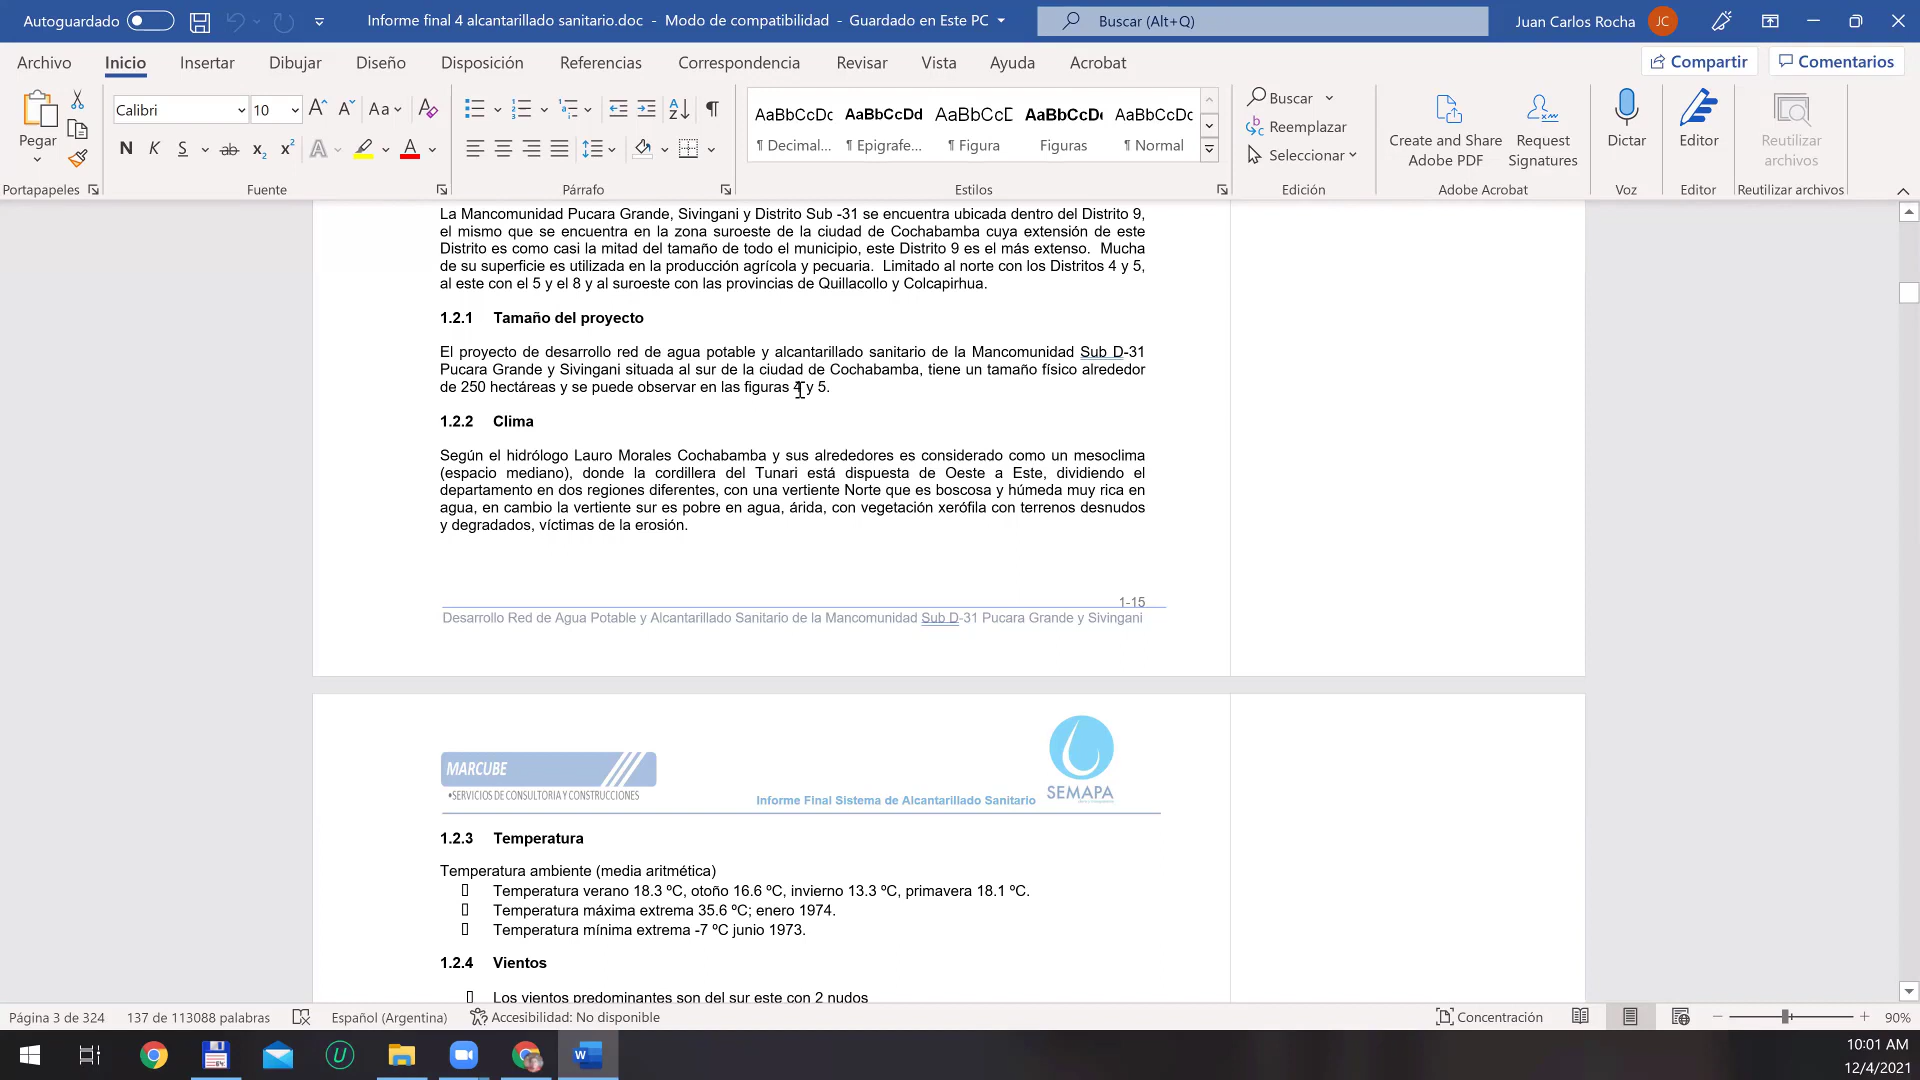 Autoguardado
Informe final 4 alcantarillado sanitario.doc - Modo de compatibilidad - Guardado en Este PC
Buscar (Alt+Q)
Juan Carlos Rocha JC
Archivo Inicio Insertar Dibujar Diseño Disposición Referencias Correspondencia Revisar Vista Ayuda Acrobat
Compartir Comentarios
Pegar
Calibri 10
Aa
N K S ab x₂ x² A A
AaBbCcDc AaBbCcDd AaBbCcD AaBbCcDc AaBbCcDc
¶ Decimal... ¶ Epigrafe... ¶ Figura Figuras ¶ Normal
Buscar
Reemplazar
Seleccionar
Create and Share
Adobe PDF
Request
Signatures
Dictar
Editor
Reutilizar
archivos
Portapapeles Fuente Párrafo Estilos Edición Adobe Acrobat Voz Editor Reutilizar archivos
La Mancomunidad Pucara Grande, Sivingani y Distrito Sub -31 se encuentra ubicada dentro del Distrito 9,
el mismo que se encuentra en la zona suroeste de la ciudad de Cochabamba cuya extensión de este
Distrito es como casi la mitad del tamaño de todo el municipio, este Distrito 9 es el más extenso. Mucha
de su superficie es utilizada en la producción agrícola y pecuaria. Limitado al norte con los Distritos 4 y 5,
al este con el 5 y el 8 y al suroeste con las provincias de Quillacollo y Colcapirhua.
1.2.1 Tamaño del proyecto
El proyecto de desarrollo red de agua potable y alcantarillado sanitario de la Mancomunidad Sub D-31
Pucara Grande y Sivingani situada al sur de la ciudad de Cochabamba, tiene un tamaño físico alrededor
de 250 hectáreas y se puede observar en las figuras 4 y 5.
1.2.2 Clima
Según el hidrólogo Lauro Morales Cochabamba y sus alrededores es considerado como un mesoclima
(espacio mediano), donde la cordillera del Tunari está dispuesta de Oeste a Este, dividiendo el
departamento en dos regiones diferentes, con una vertiente Norte que es boscosa y húmeda muy rica en
agua, en cambio la vertiente sur es pobre en agua, árida, con vegetación xerófila con terrenos desnudos
y degradados, víctimas de la erosión.
1-15
Desarrollo Red de Agua Potable y Alcantarillado Sanitario de la Mancomunidad Sub D-31 Pucara Grande y Sivingani
MARCUBE
•SERVICIOS DE CONSULTORIA Y CONSTRUCCIONES
Informe Final Sistema de Alcantarillado Sanitario
SEMAPA
1.2.3 Temperatura
Temperatura ambiente (media aritmética)
Temperatura verano 18.3 ºC, otoño 16.6 ºC, invierno 13.3 ºC, primavera 18.1 ºC.
Temperatura máxima extrema 35.6 ºC; enero 1974.
Temperatura mínima extrema -7 ºC junio 1973.
1.2.4 Vientos
Los vientos predominantes son del sur este con 2 nudos
Página 3 de 324 137 de 113088 palabras Español (Argentina) Accesibilidad: No disponible Concentración 90%
10:01 AM
12/4/2021